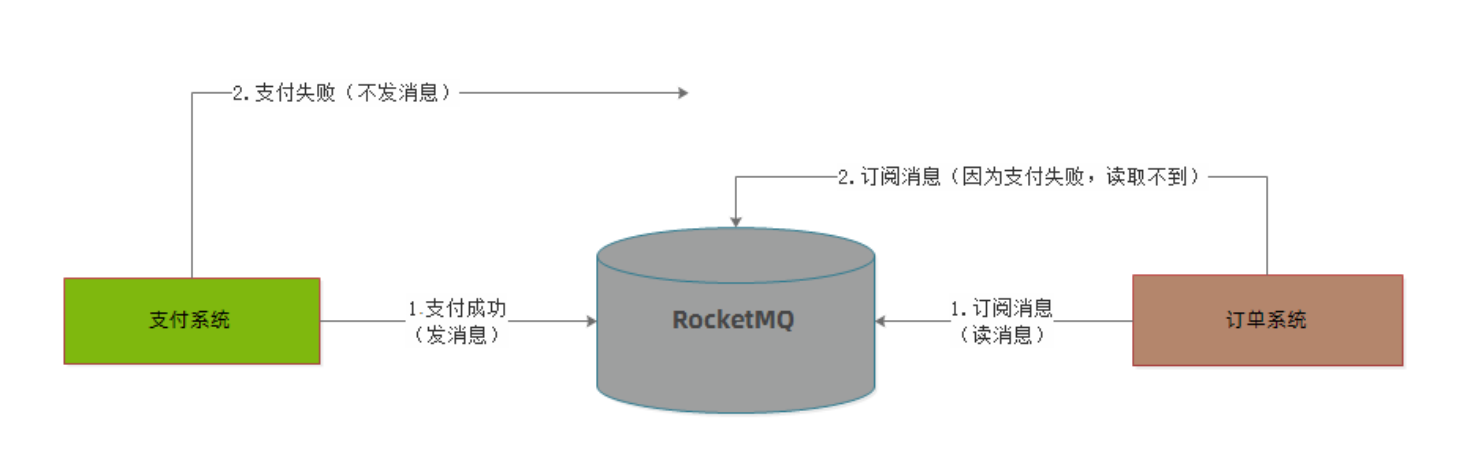 2.支付失败（不发消息）
2.订阅消息（因为支付失败，读取不到）
支付系统
1.支付成功
（发消息）
RocketMQ
1.订阅消息
（读消息）
订单系统